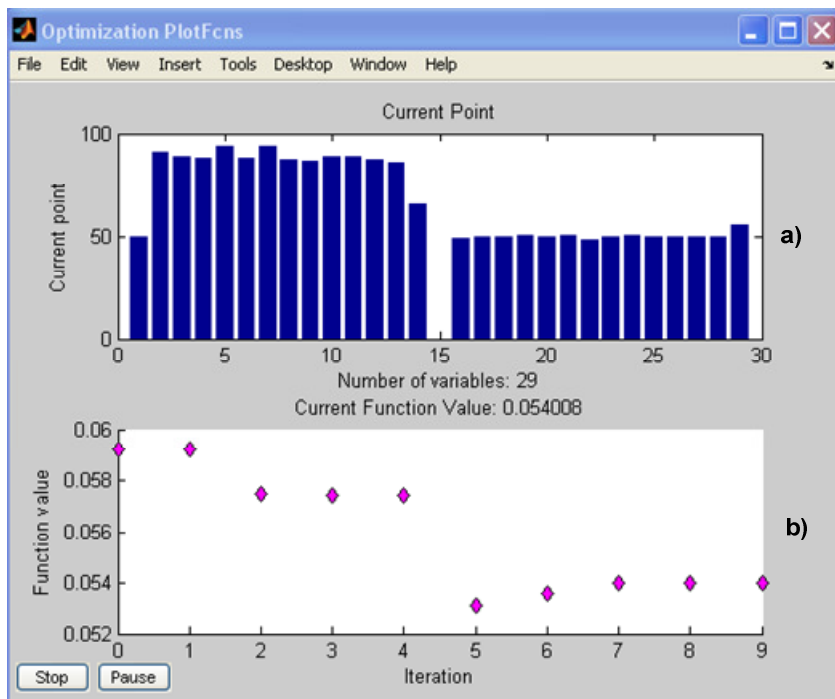 Optimization PlotFcns
File Edit View Insert Tools Desktop Window Help
Current Point
100
50
0
Current point
0 5 10 15 20 25 30
Number of variables: 29
a)
Current Function Value: 0.054008
0.06
0.058
0.056
0.054
0.052
Function value
0 1 2 3 4 5 6 7 8 9
Iteration
b)
Stop Pause